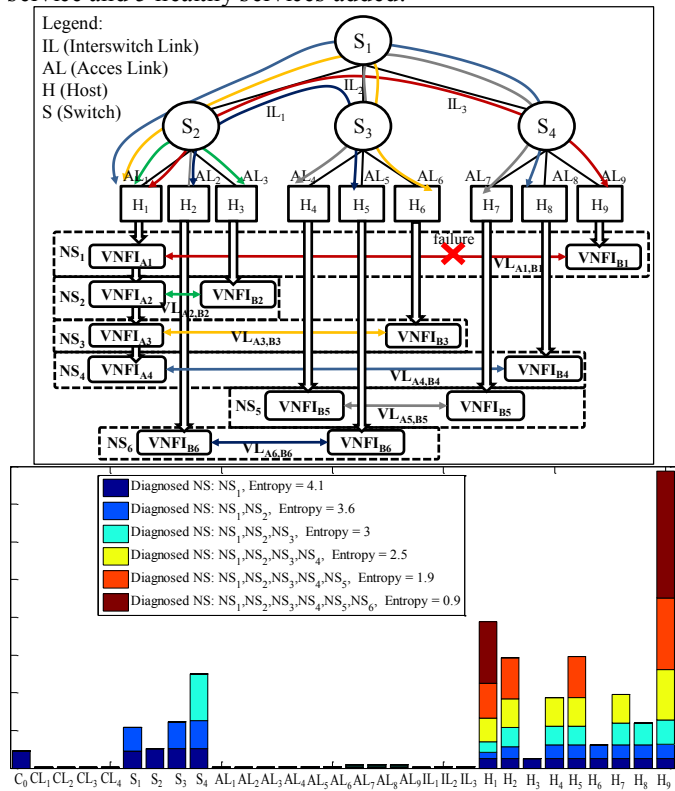 service and 5 healthy services added.
Legend:
IL (Interswitch Link)
AL (Acces Link)
H (Host)
S (Switch)
S1
IL2
IL1
IL3
S2
S3
S4
AL1
AL2
AL3
AL4
AL5
AL6
AL7
AL8
AL9
H1
H2
H3
H4
H5
H6
H7
H8
H9
failure
NS1
VNFIA1
VLA1,B1
VNFIB1
NS2
VNFIA2
VLA2,B2
VNFIB2
NS3
VNFIA3
VLA3,B3
VNFIB3
NS4
VNFIA4
VLA4,B4
VNFIB4
NS5
VNFIB5
VLA5,B5
VNFIB5
NS6
VNFIB6
VLA6,B6
VNFIB6
Diagnosed NS: NS1, Entropy = 4.1
Diagnosed NS: NS1,NS2, Entropy = 3.6
Diagnosed NS: NS1,NS2,NS3, Entropy = 3
Diagnosed NS: NS1,NS2,NS3,NS4, Entropy = 2.5
Diagnosed NS: NS1,NS2,NS3,NS4,NS5, Entropy = 1.9
Diagnosed NS: NS1,NS2,NS3,NS4,NS5,NS6, Entropy = 0.9
C0 CL1 CL2 CL3 CL4 S1 S2 S3 S4 AL1 AL2 AL3 AL4 AL5 AL6 AL7 AL8 AL9 IL1 IL2 IL3 H1 H2 H3 H4 H5 H6 H7 H8 H9